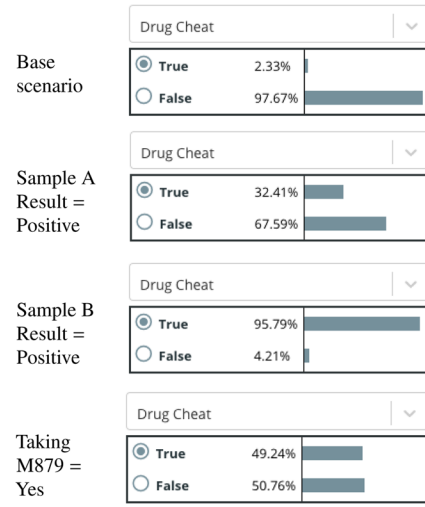 Drug Cheat
Base
scenario
True 2.33%
False 97.67%
Drug Cheat
Sample A
Result =
Positive
True 32.41%
False 67.59%
Drug Cheat
Sample B
Result =
Positive
True 95.79%
False 4.21%
Drug Cheat
Taking
M879 =
Yes
True 49.24%
False 50.76%